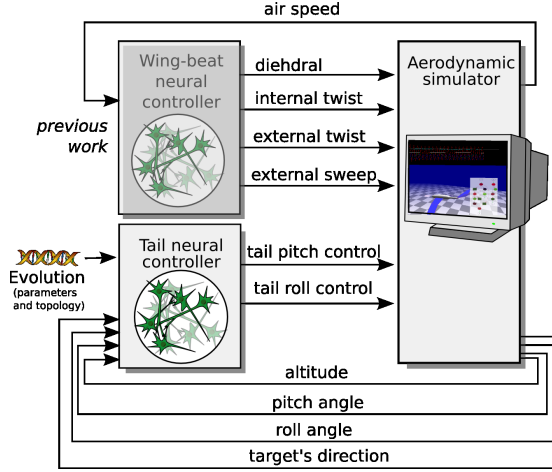 air speed
Wing-beat
neural
controller
previous
work
diehdral
internal twist
external twist
external sweep
Aerodynamic
simulator
Evolution
(parameters
and topology)
Tail neural
controller
tail pitch control
tail roll control
altitude
pitch angle
roll angle
target's direction